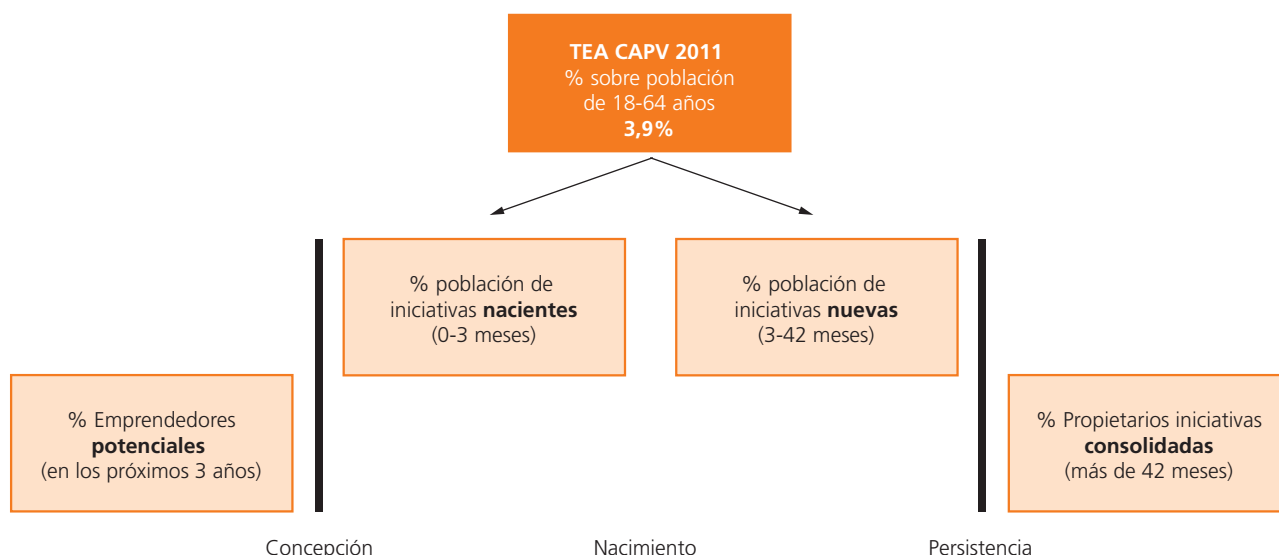 TEA CAPV 2011
% sobre población
de 18-64 años
3,9%
% población de
iniciativas nacientes
(0-3 meses)
% población de
iniciativas nuevas
(3-42 meses)
% Emprendedores
potenciales
(en los próximos 3 años)
% Propietarios iniciativas
consolidadas
(más de 42 meses)
Concepción
Nacimiento
Persistencia